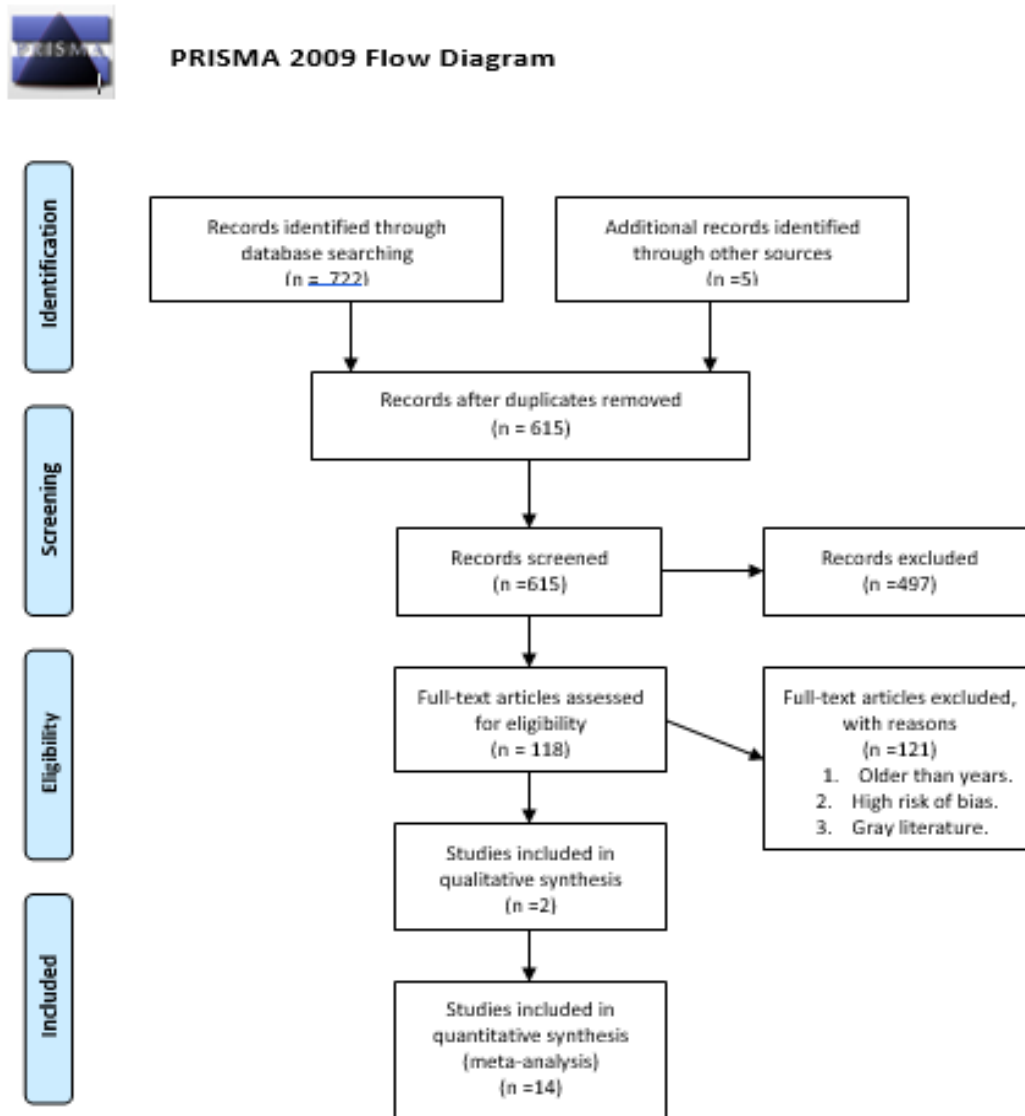 PRISMA
PRISMA 2009 Flow Diagram
Identification
Records identified through
database searching
(n = 722)
Additional records identified
through other sources
(n =5)
Records after duplicates removed
(n = 615)
Screening
Records screened
(n =615)
Records excluded
(n =497)
Eligibility
Full-text articles assessed
for eligibility
(n = 118)
Full-text articles excluded,
with reasons
(n =121)
1. Older than years.
2. High risk of bias.
3. Gray literature.
Studies included in
qualitative synthesis
(n =2)
Included
Studies included in
quantitative synthesis
(meta-analysis)
(n =14)